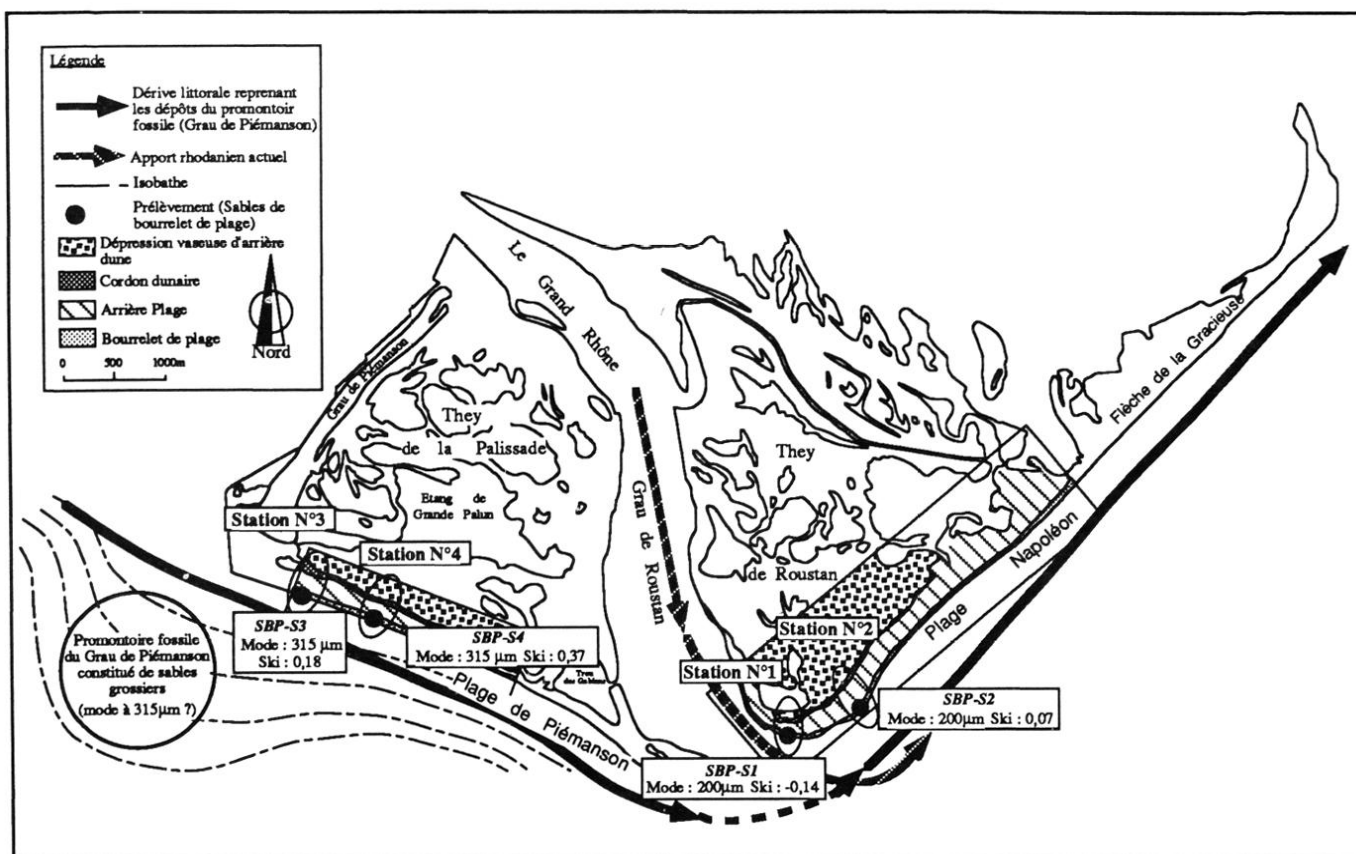 Légende
Dérive littorale reprenant
les dépôts du promontoir
fossile (Grau de Piémanson)
Apport rhodanien actuel
Isobathe
Prélèvement (Sables de
bourrelet de plage)
Dépression vaseuse d'arrière
dune
Cordon dunaire
Arrière Plage
Bourrelet de plage
0 500 1000m
Nord
Le Grand Rhône
Grau de Piémanson
They
de la Palissade
Etang de
Grande Palun
Station N°3
Station N°4
Grau de Roustan
They
de Roustan
Station N°2
Station N°1
Flèche de la Gracieuse
Plage Napoléon
SBP-S3
Mode : 315 µm
Ski : 0,18
SBP-S4
Mode : 315 µm Ski : 0,37
SBP-S2
Mode : 200µm Ski : 0,07
SBP-S1
Mode : 200µm Ski : -0,14
Plage de Piémanson
Promontoire fossile
du Grau de Piémanson
constitué de sables
grossiers
(mode à 315µm ?)